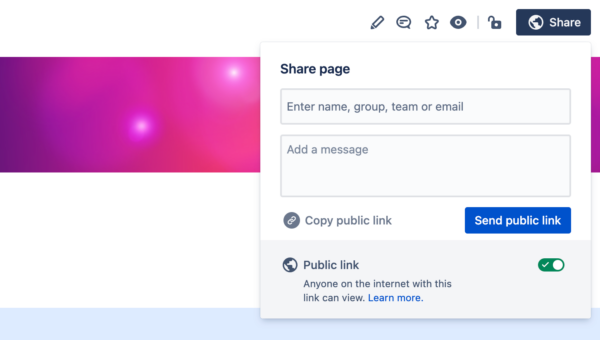 Share
Share page
Enter name, group, team or email
Add a message
Copy public link
Send public link
Public link
Anyone on the internet with this
link can view. Learn more.